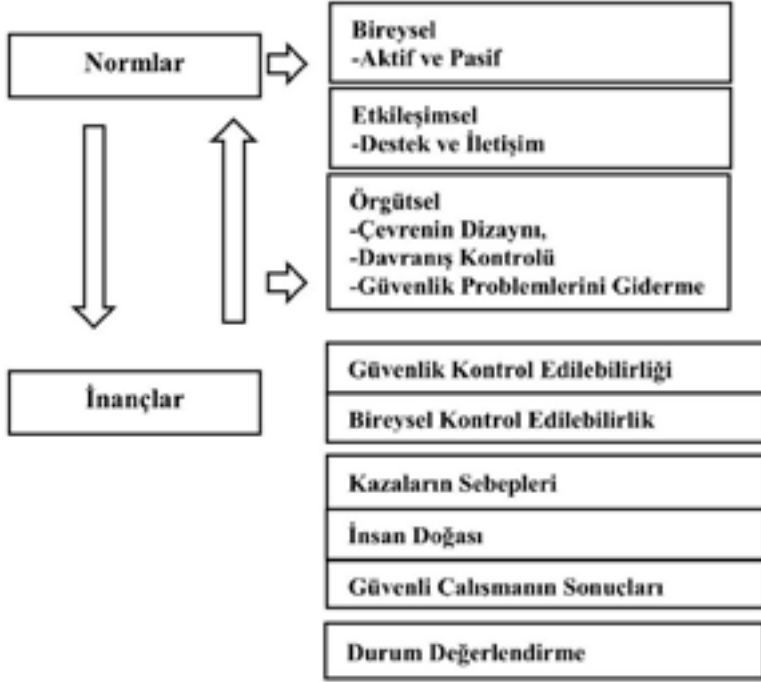 Normlar
Bireysel
-Aktif ve Pasif
Etkileşimsel
-Destek ve İletişim
Örgütsel
-Çevrenin Dizaynı,
-Davranış Kontrolü
-Güvenlik Problemlerini Giderme
İnançlar
Güvenlik Kontrol Edilebilirliği
Bireysel Kontrol Edilebilirlik
Kazaların Sebepleri
İnsan Doğası
Güvenli Calısmanın Sonucları
Durum Değerlendirme